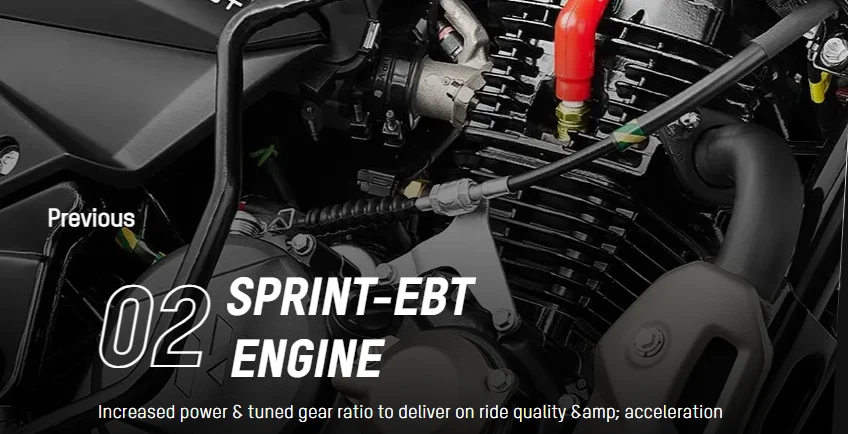 Previous
02
SPRINT-EBT
ENGINE
Increased power & tuned gear ratio to deliver on ride quality &amp; acceleration